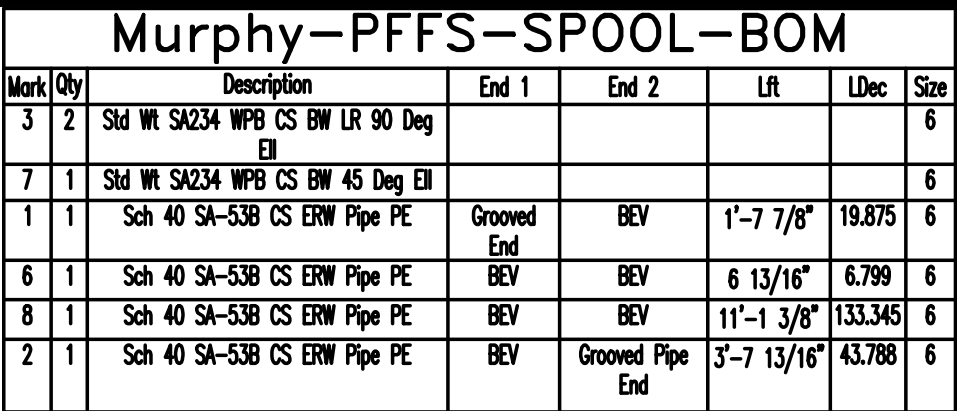 Murphy-PFFS-SPOOL-BOM
Mark Qty Description End 1 End 2 Lft LDec Size
3 2 Std Wt SA234 WPB CS BW LR 90 Deg 6
Ell
7 1 Std Wt SA234 WPB CS BW 45 Deg Ell 6
1 1 Sch 40 SA-53B CS ERW Pipe PE Grooved BEV 1'-7 7/8" 19.875 6
End
6 1 Sch 40 SA-53B CS ERW Pipe PE BEV BEV 6 13/16" 6.799 6
8 1 Sch 40 SA-53B CS ERW Pipe PE BEV BEV 11'-1 3/8" 133.345 6
2 1 Sch 40 SA-53B CS ERW Pipe PE BEV Grooved Pipe 3'-7 13/16" 43.788 6
End